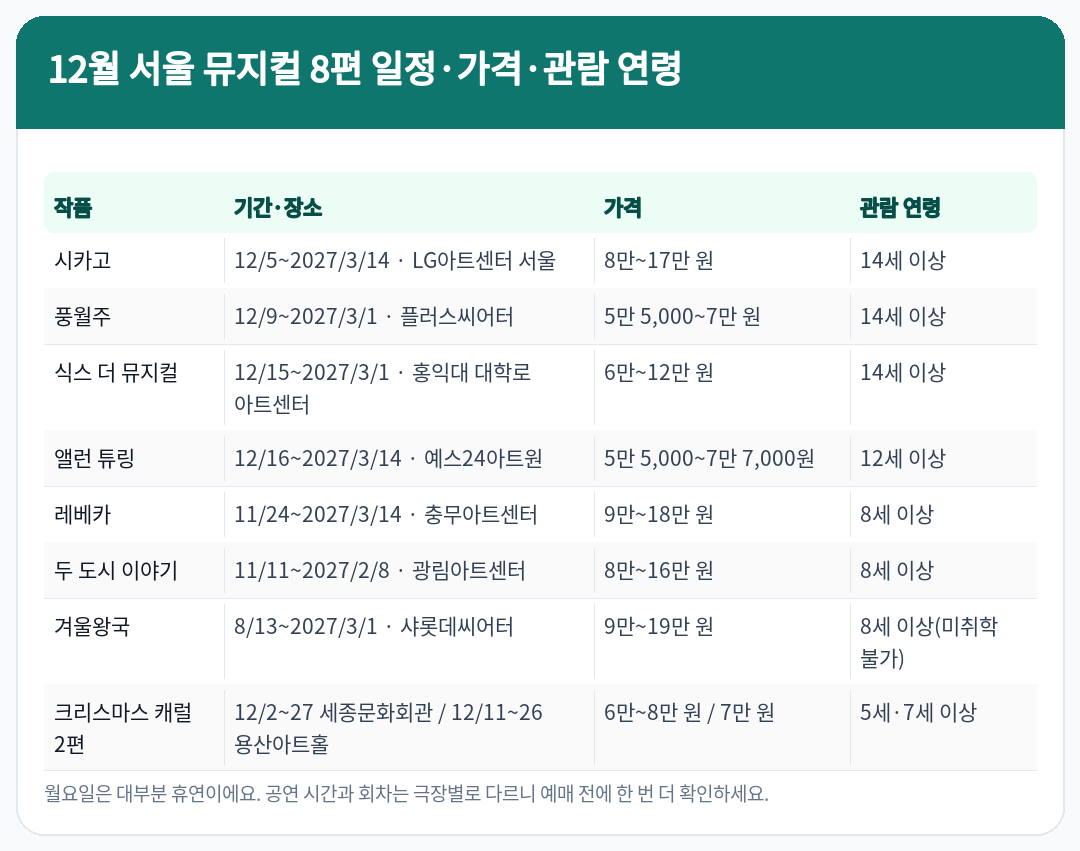 12월 서울 뮤지컬 8편 일정·가격·관람 연령
작품 기간·장소 가격 관람 연령
시카고 12/5~2027/3/14 · LG아트센터 서울 8만~17만 원 14세 이상
풍월주 12/9~2027/3/1 · 플러스씨어터 5만 5,000~7만 원 14세 이상
식스 더 뮤지컬 12/15~2027/3/1 · 홍익대 대학로 6만~12만 원 14세 이상
아트센터
앨런 튜링 12/16~2027/3/14 · 예스24아트원 5만 5,000~7만 7,000원 12세 이상
레베카 11/24~2027/3/14 · 충무아트센터 9만~18만 원 8세 이상
두 도시 이야기 11/11~2027/2/8 · 광림아트센터 8만~16만 원 8세 이상
겨울왕국 8/13~2027/3/1 · 샤롯데씨어터 9만~19만 원 8세 이상(미취학
불가)
크리스마스 캐럴 12/2~27 세종문화회관 / 12/11~26 6만~8만 원 / 7만 원 5세·7세 이상
2편 용산아트홀
월요일은 대부분 휴연이에요. 공연 시간과 회차는 극장별로 다르니 예매 전에 한 번 더 확인하세요.